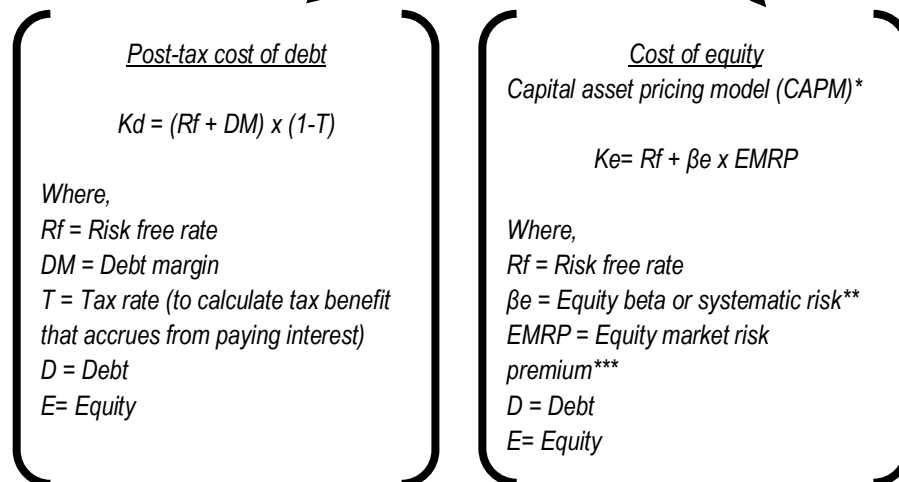 Post-tax cost of debt
Kd = (Rf + DM) x (1-T)
Where,
Rf = Risk free rate
DM = Debt margin
T = Tax rate (to calculate tax benefit
that accrues from paying interest)
D = Debt
E= Equity
Cost of equity
Capital asset pricing model (CAPM)*
Ke= Rf + βe x EMRP
Where,
Rf = Risk free rate
βe = Equity beta or systematic risk**
EMRP = Equity market risk
premium***
D = Debt
E= Equity